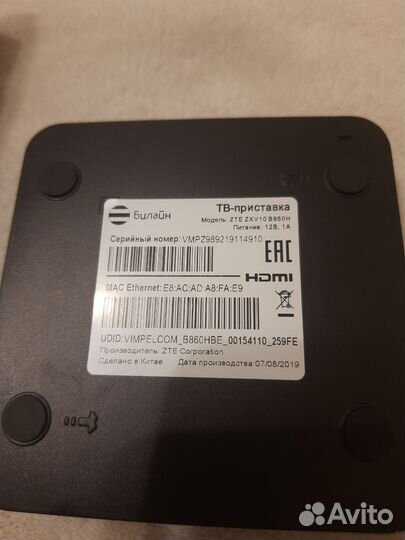 Билайн
ТВ-приставка
Модель: ZTE ZXV10 B860H
Питание: 12В, 1А
Серийный номер: VMPZ989219114910
EAC
HDMI
MAC Ethernet: E8:AC:AD:A8:FA:E9
UDID:VIMPELCOM_B860HBE_00154110_259FE
Производитель: ZTE Corporation
Сделано в Китае Дата производства: 07/08/2019
Avito